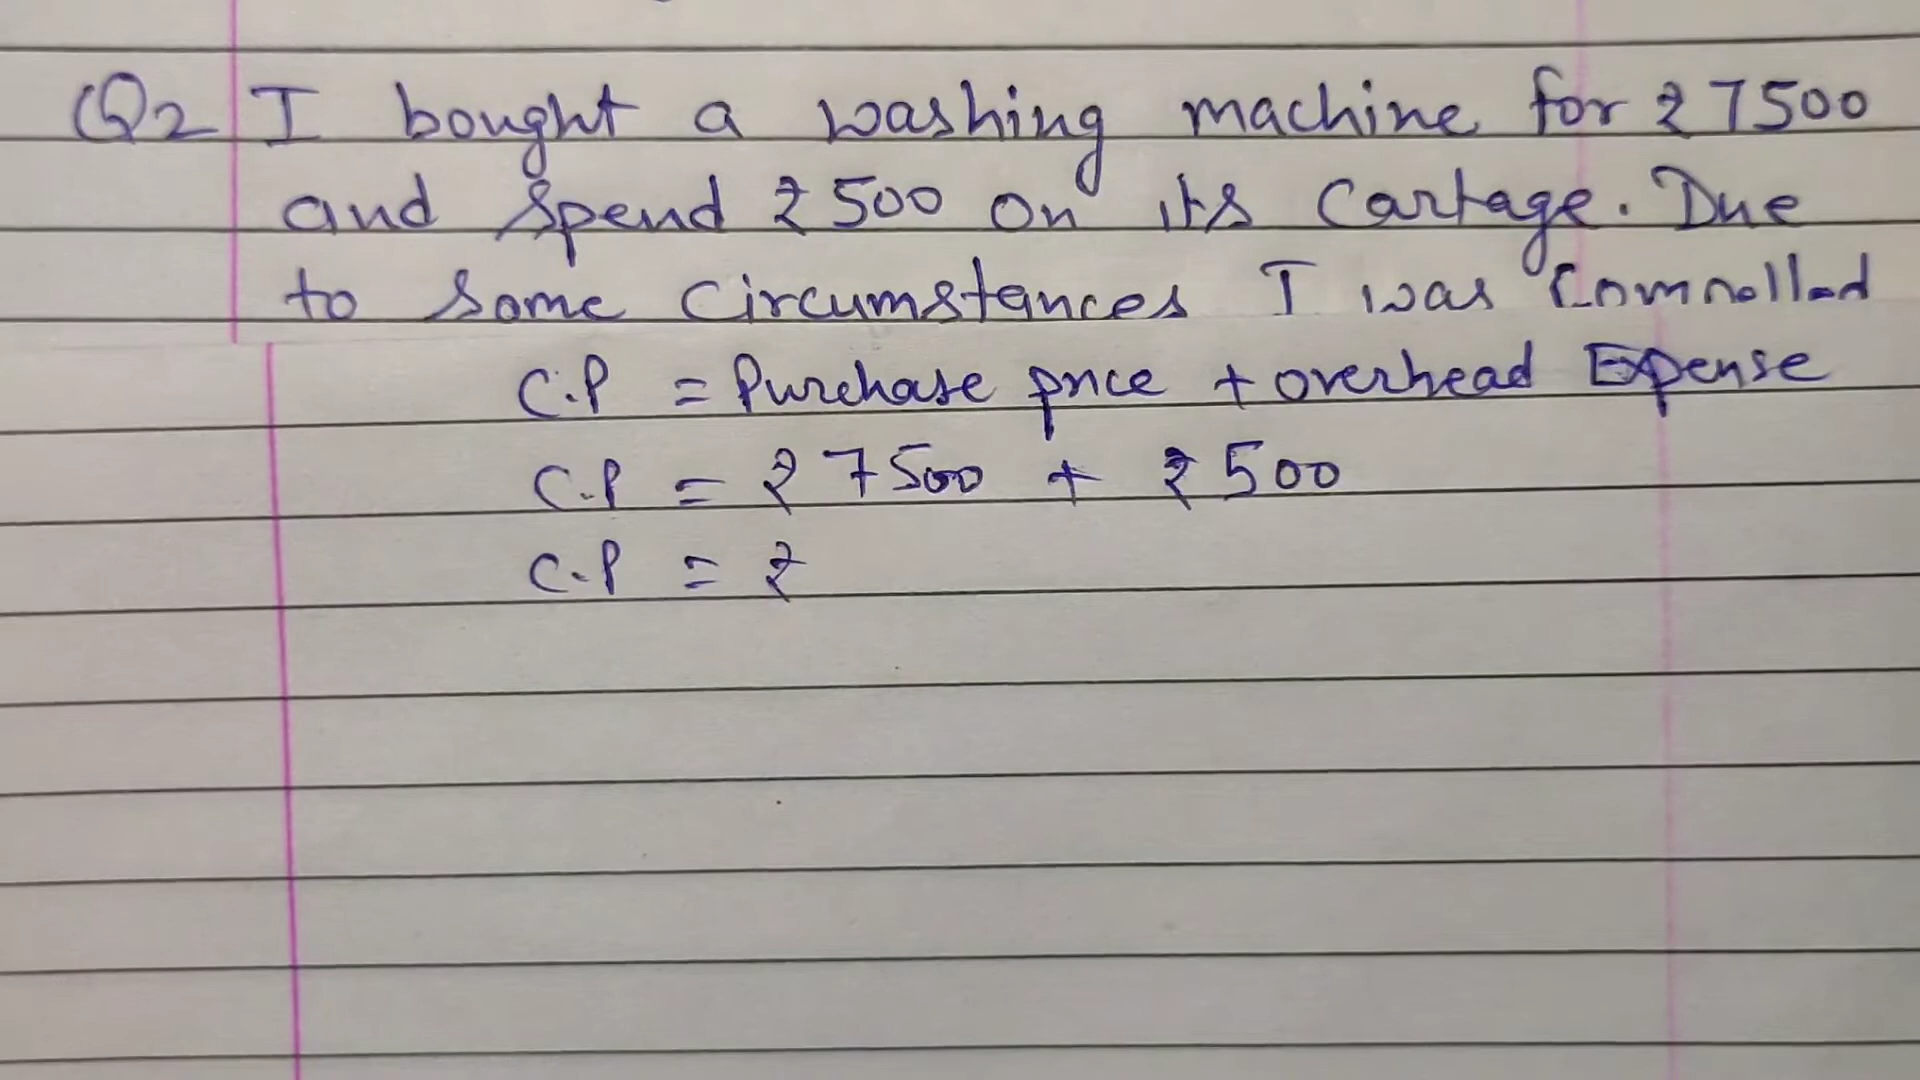 Q2 I bought a washing machine for ₹7500
and spend ₹500 on its Cartage. Due
to some circumstances I was
C.P = Purchase price + overhead Expense
C.P = ₹7500 + ₹500
C.P = ₹